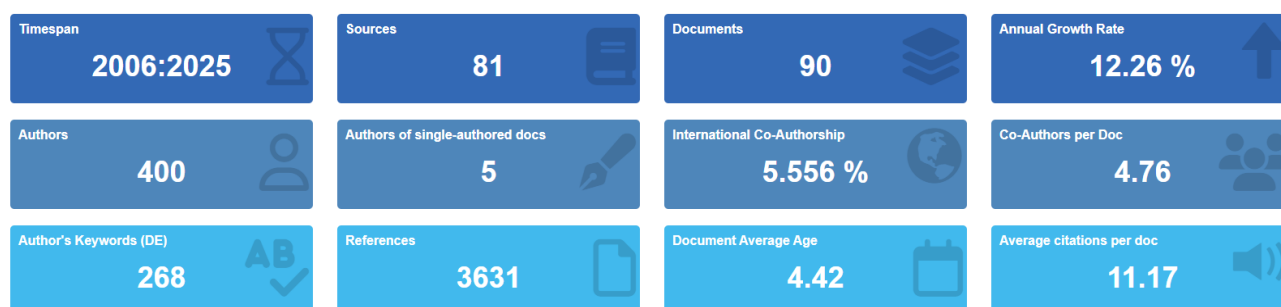 Timespan
2006:2025
Sources
81
Documents
90
Annual Growth Rate
12.26 %
Authors
400
Authors of single-authored docs
5
International Co-Authorship
5.556 %
Co-Authors per Doc
4.76
Author's Keywords (DE)
268
AB
References
3631
Document Average Age
4.42
Average citations per doc
11.17